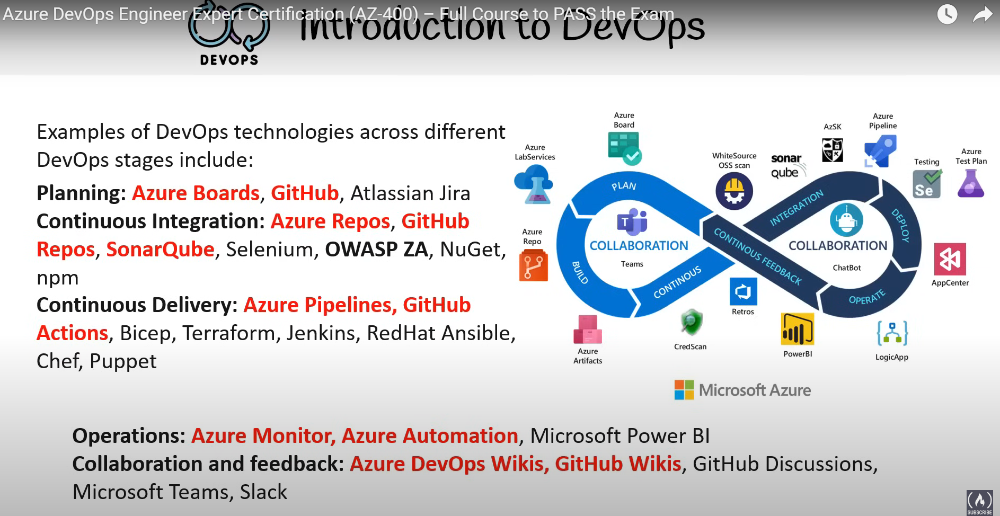 Azure DevOps Engineer Expert Certification (AZ-400) – Full Course to PASS the Exam
Introduction to DevOps
DEVOPS
Examples of DevOps technologies across different
DevOps stages include:
Planning: Azure Boards, GitHub, Atlassian Jira
Continuous Integration: Azure Repos, GitHub
Repos, SonarQube, Selenium, OWASP ZA, NuGet,
npm
Continuous Delivery: Azure Pipelines, GitHub
Actions, Bicep, Terraform, Jenkins, RedHat Ansible,
Chef, Puppet
Azure
Board
Azure
LabServices
Azure
Repo
Azure
Artifacts
WhiteSource
OSS scan
sonar
qube
AzSK
Azure
Pipeline
Testing
Se
Azure
Test Plan
PLAN
BUILD
CONTINOUS
INTEGRATION
DEPLOY
OPERATE
CONTINOUS FEEDBACK
T
COLLABORATION
Teams
COLLABORATION
ChatBot
AppCenter
Retros
CredScan
PowerBI
LogicApp
Microsoft Azure
Operations: Azure Monitor, Azure Automation, Microsoft Power BI
Collaboration and feedback: Azure DevOps Wikis, GitHub Wikis, GitHub Discussions,
Microsoft Teams, Slack
SUBSCRIBE